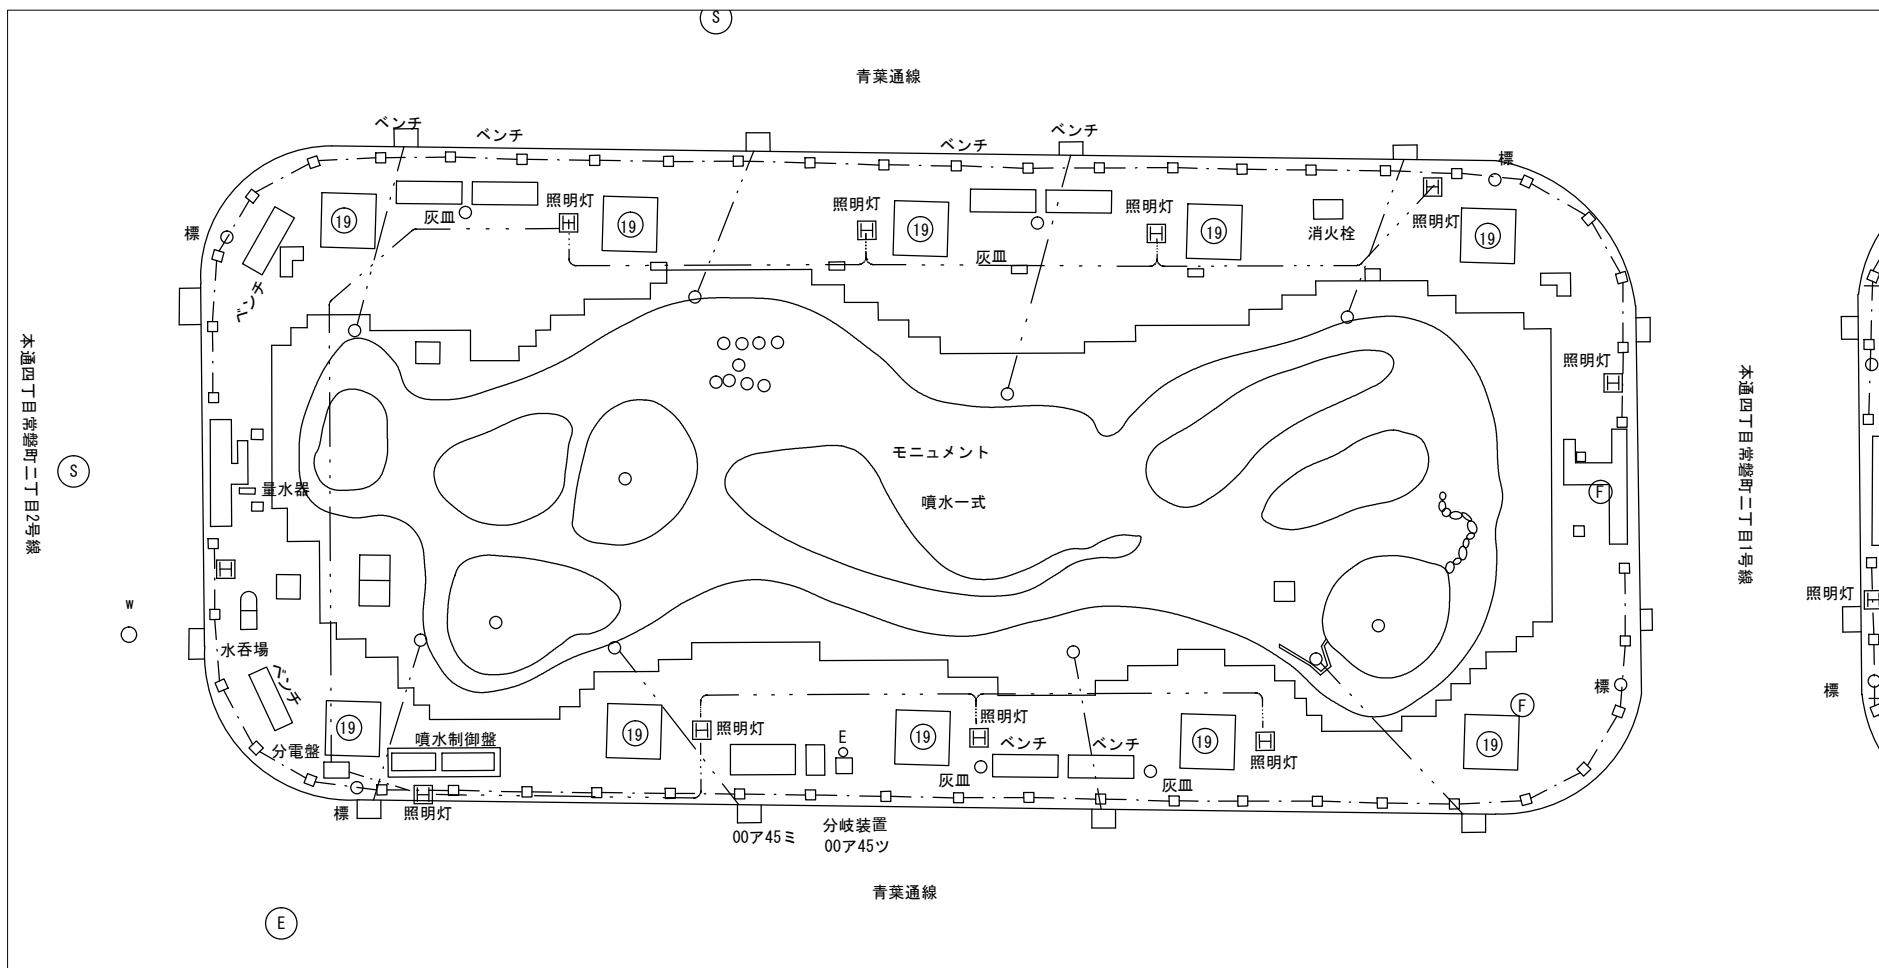 S
青葉通線
ベンチ
ベンチ
ベンチ
ベンチ
標
灰皿
照明灯
照明灯
照明灯
消火栓
照明灯
標
19
19
19
19
19
灰皿
ベンチ
本通四丁目常磐町二丁目2号線
照明灯
本通四丁目常磐町二丁目1号線
モニュメント
S
量水器
噴水一式
F
W
水呑場
照明灯
ベンチ
標
標
F
19
噴水制御盤
照明灯
19
E
照明灯
19
ベンチ
ベンチ
19
照明灯
19
分電盤
灰皿
灰皿
標
照明灯
00ア45ミ
分岐装置
00ア45ツ
青葉通線
E